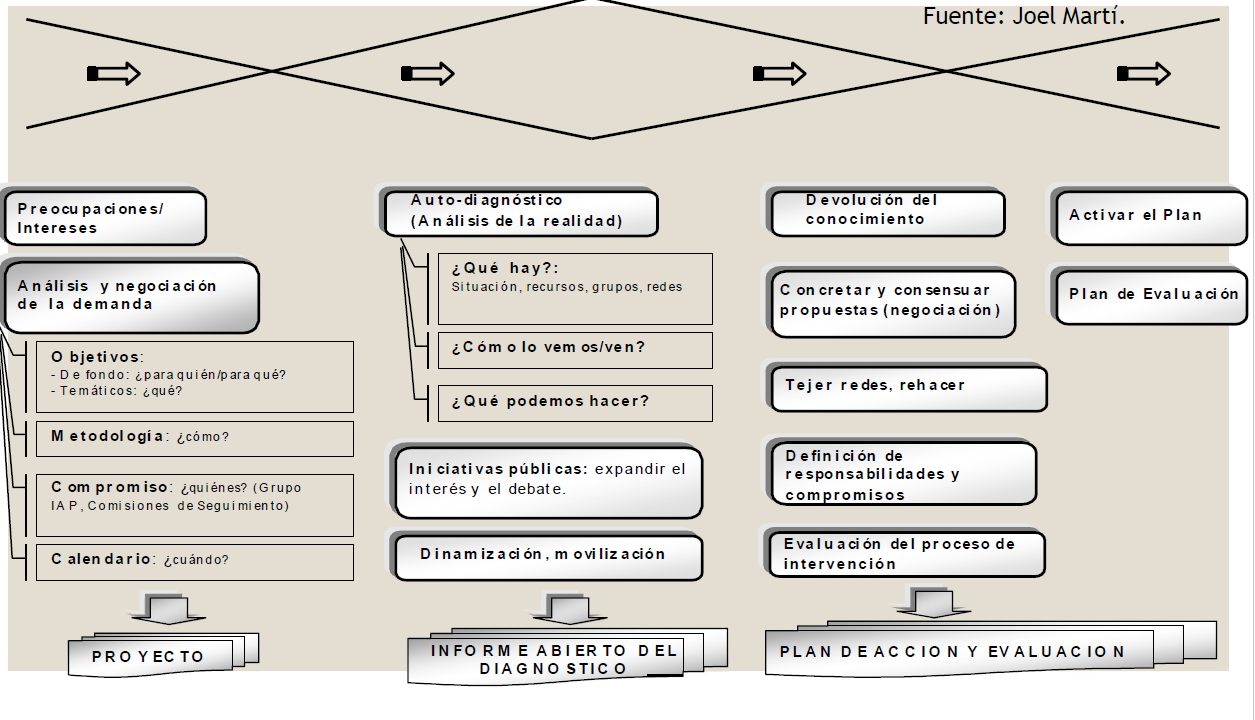 Fuente: Joel Martí.
Preocupaciones/
Intereses
Análisis y negociación
de la demanda
Objetivos:
- De fondo: ¿para quién/para qué?
- Temáticos: ¿qué?
Metodología: ¿cómo?
Compromiso: ¿quiénes? (Grupo
IAP, Comisiones de Seguimiento)
Calendario: ¿cuándo?
PROYECTO
Auto-diagnóstico
(Análisis de la realidad)
¿Qué hay?:
Situación, recursos, grupos, redes
¿Cómo lo vemos/ven?
¿Qué podemos hacer?
Iniciativas públicas: expandir el
interés y el debate.
Dinamización, movilización
INFORME ABIERTO DEL
DIAGNOSTICO
Devolución del
conocimiento
Concretar y consensuar
propuestas (negociación)
Tejer redes, rehacer
Definición de
responsabilidades y
compromisos
Evaluación del proceso de
intervención
PLAN DE ACCION Y EVALUACION
Activar el Plan
Plan de Evaluación